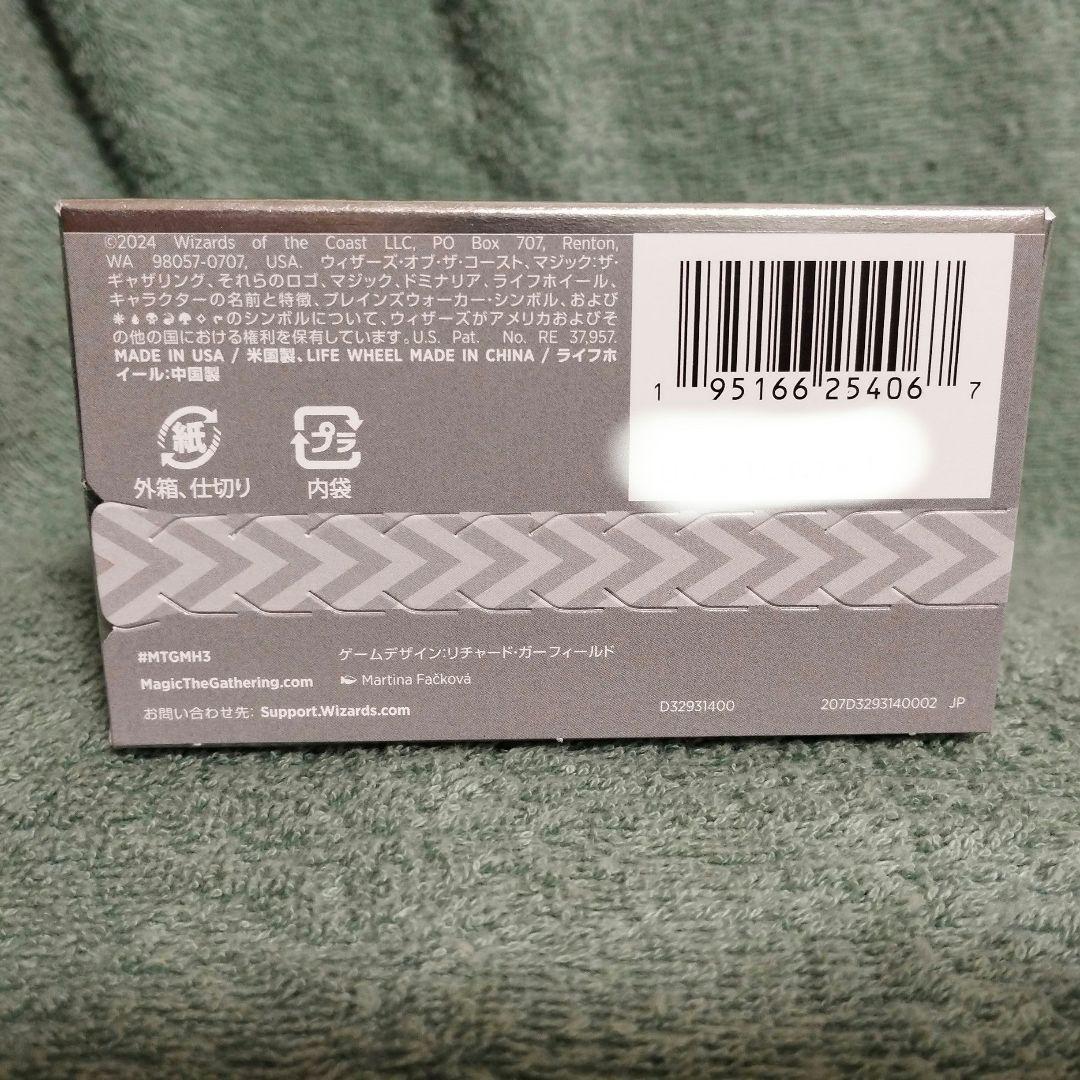 ©2024 Wizards of the Coast LLC, PO Box 707, Renton,
WA 98057-0707, USA. ウィザーズ・オブ・ザ・コースト、マジック:ザ・
ギャザリング、それらのロゴ、マジック、ドミナリア、ライフホイール、
キャラクターの名前と特徴、プレインズウォーカー・シンボル、および
のシンボルについて、ウィザーズがアメリカおよびそ
の他の国における権利を保有しています。U.S. Pat. No. RE 37,957.
MADE IN USA / 米国製、LIFE WHEEL MADE IN CHINA / ライフホ
イール:中国製
1 95166 25406 7
紙
プラ
外箱、仕切り
内袋
#MTGMH3
ゲームデザイン:リチャード・ガーフィールド
MagicTheGathering.com
Martina Fačková
お問い合わせ先: Support.Wizards.com
D32931400
207D3293140002 JP